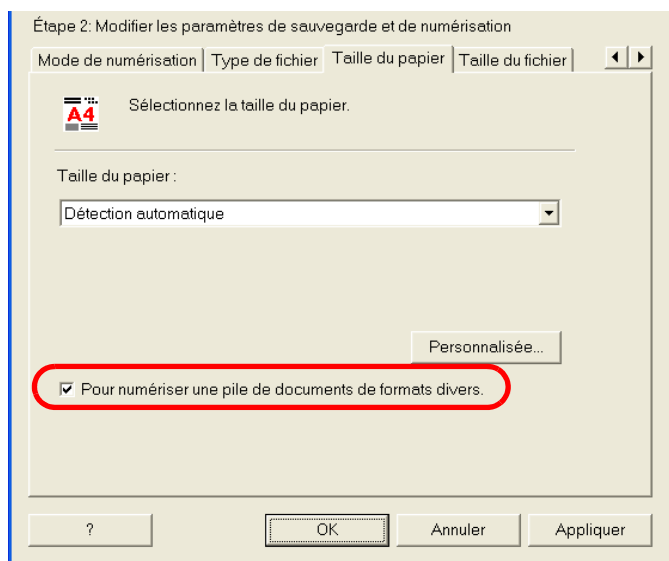 Étape 2: Modifier les paramètres de sauvegarde et de numérisation
Mode de numérisation Type de fichier Taille du papier Taille du fichier
A4 Sélectionnez la taille du papier.
Taille du papier :
Détection automatique
Personnalisée...
Pour numériser une pile de documents de formats divers.
? OK Annuler Appliquer